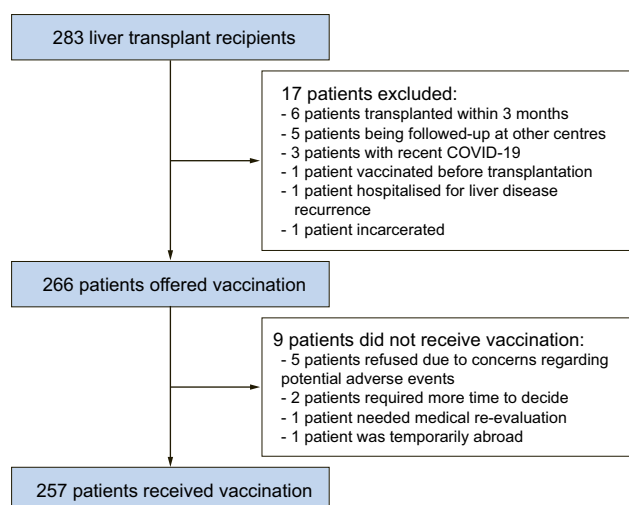 283 liver transplant recipients
17 patients excluded:
- 6 patients transplanted within 3 months
- 5 patients being followed-up at other centres
- 3 patients with recent COVID-19
- 1 patient vaccinated before transplantation
- 1 patient hospitalised for liver disease
recurrence
- 1 patient incarcerated
266 patients offered vaccination
9 patients did not receive vaccination:
- 5 patients refused due to concerns regarding
potential adverse events
- 2 patients required more time to decide
- 1 patient needed medical re-evaluation
- 1 patient was temporarily abroad
257 patients received vaccination